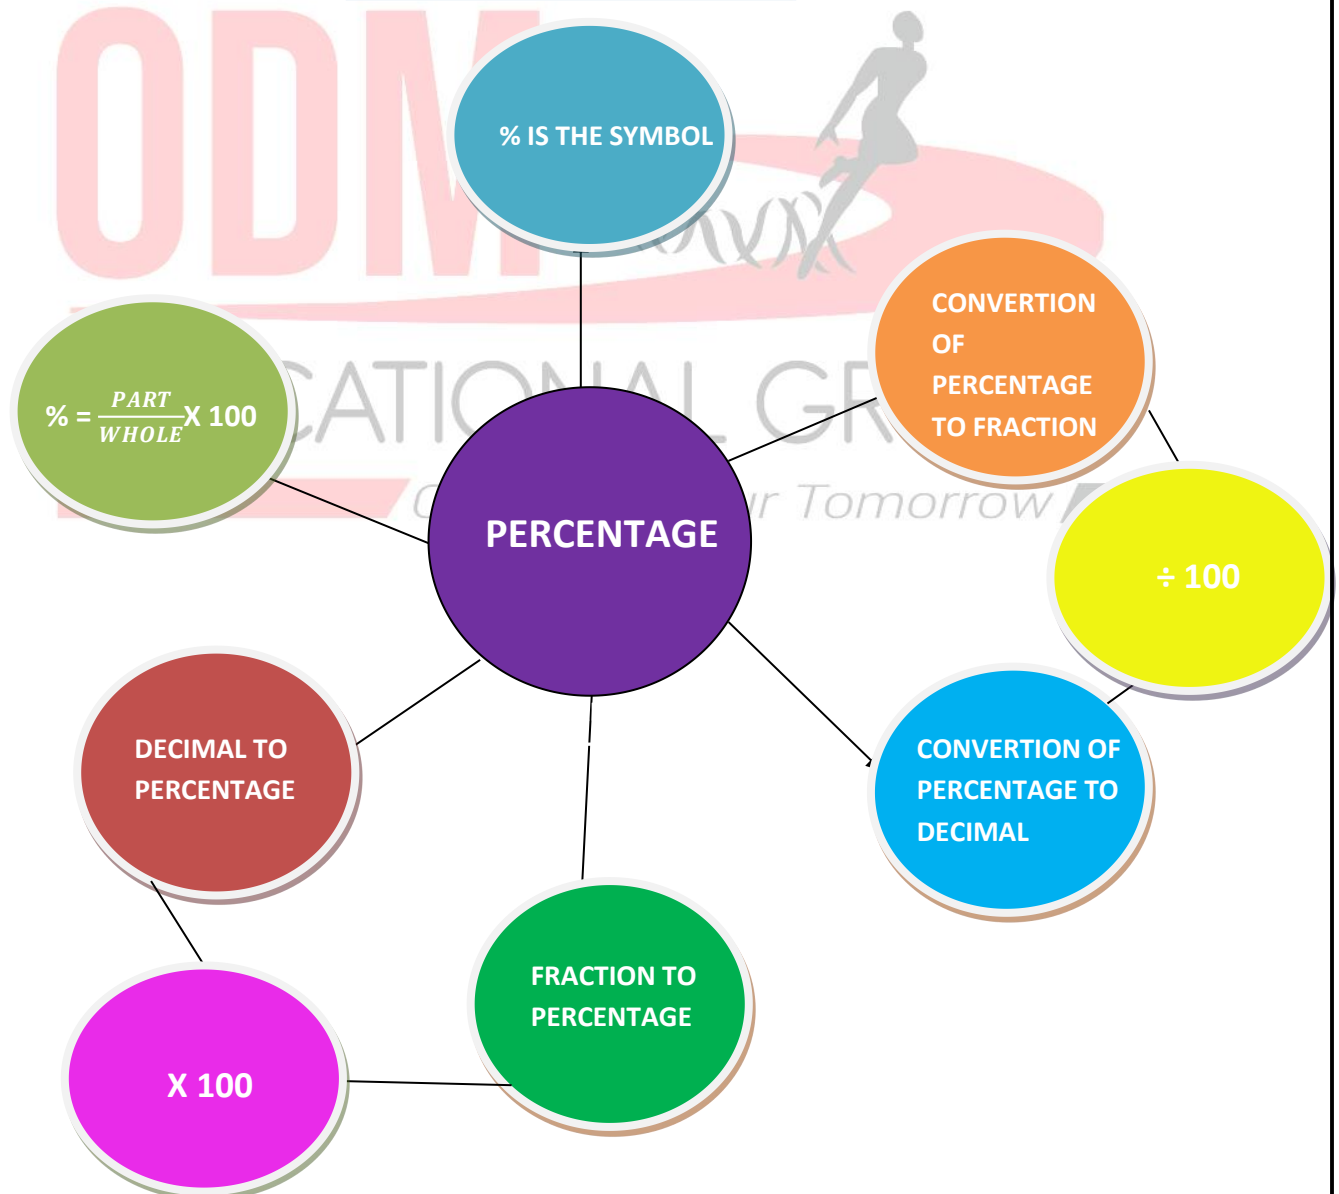 ODM
% IS THE SYMBOL
CONVERTION
OF
PERCENTAGE
TO FRACTION
% = PART/WHOLE X 100
CATIONAL GR
r Tomorrow
PERCENTAGE
÷ 100
DECIMAL TO
PERCENTAGE
CONVERTION OF
PERCENTAGE TO
DECIMAL
FRACTION TO
PERCENTAGE
X 100